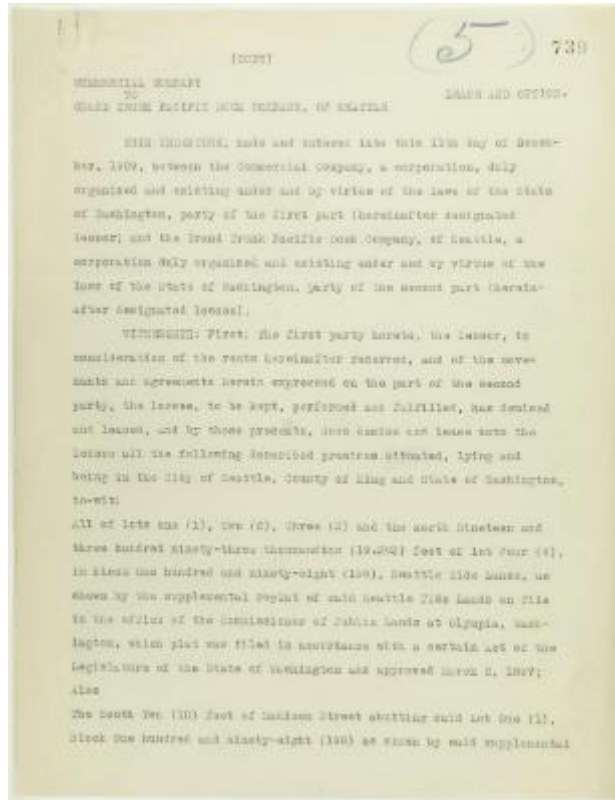 5
739
(COPY)
COMMERCIAL COMPANY
TO
LEASE AND OPTION.
GRAND TRUNK PACIFIC DOCK COMPANY, OF SEATTLE
THIS INDENTURE, made and entered into this 11th day of Decem-
ber, 1909, between the Commercial Company, a corporation, duly
organized and existing under and by virtue of the laws of the State
of Washington, party of the first part (hereinafter designated
lessor) and the Grand Trunk Pacific Dock Company, of Seattle, a
corporation duly organized and existing under and by virtue of the
laws of the State of Washington, party of the second part (herein-
after designated lessee).
WITNESSETH: First. The first party hereto, the lessor, in
consideration of the rents hereinafter reserved, and of the cove-
nants and agreements herein expressed on the part of the second
party, the lessee, to be kept, performed and fulfilled, has demised
and leased, and by these presents, does demise and lease unto the
lessee all the following described premises situated, lying and
being in the City of Seattle, County of King and State of Washington,
to-wit:
All of lots one (1), Two (2), Three (3) and the north Nineteen and
three hundred ninety-three thousandths feet of lot four (4),
in Block One hundred and ninety-eight (198), Seattle Tide Lands, as
shown by the supplemental replat of said Seattle Tide Lands on file
in the office of the Commissioner of Public Lands at Olympia, Wash-
ington, which plat was filed in accordance with a certain act of the
Legislature of the State of Washington and approved March
Also
The South Ten (10) feet of Madison Street abutting said Lot One (1),
Block One hundred and ninety-eight (198) as shown by said supplemental